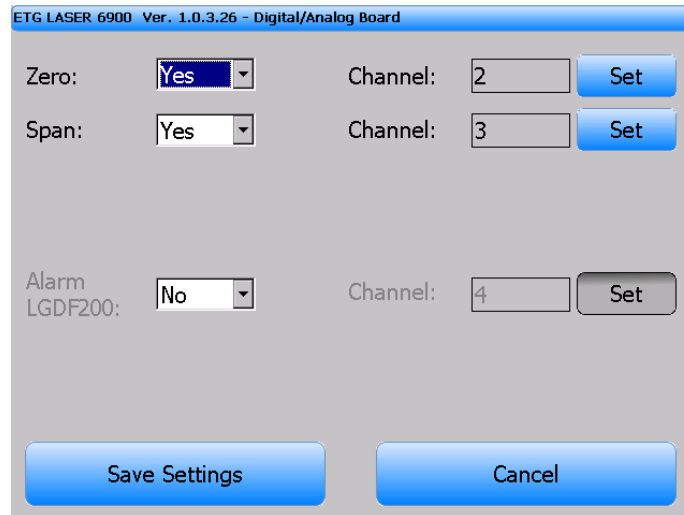 ETG LASER 6900 Ver. 1.0.3.26 - Digital/Analog Board
Zero: Yes Channel: 2 Set
Span: Yes Channel: 3 Set
Alarm
LGDF200: No Channel: 4 Set
Save Settings Cancel